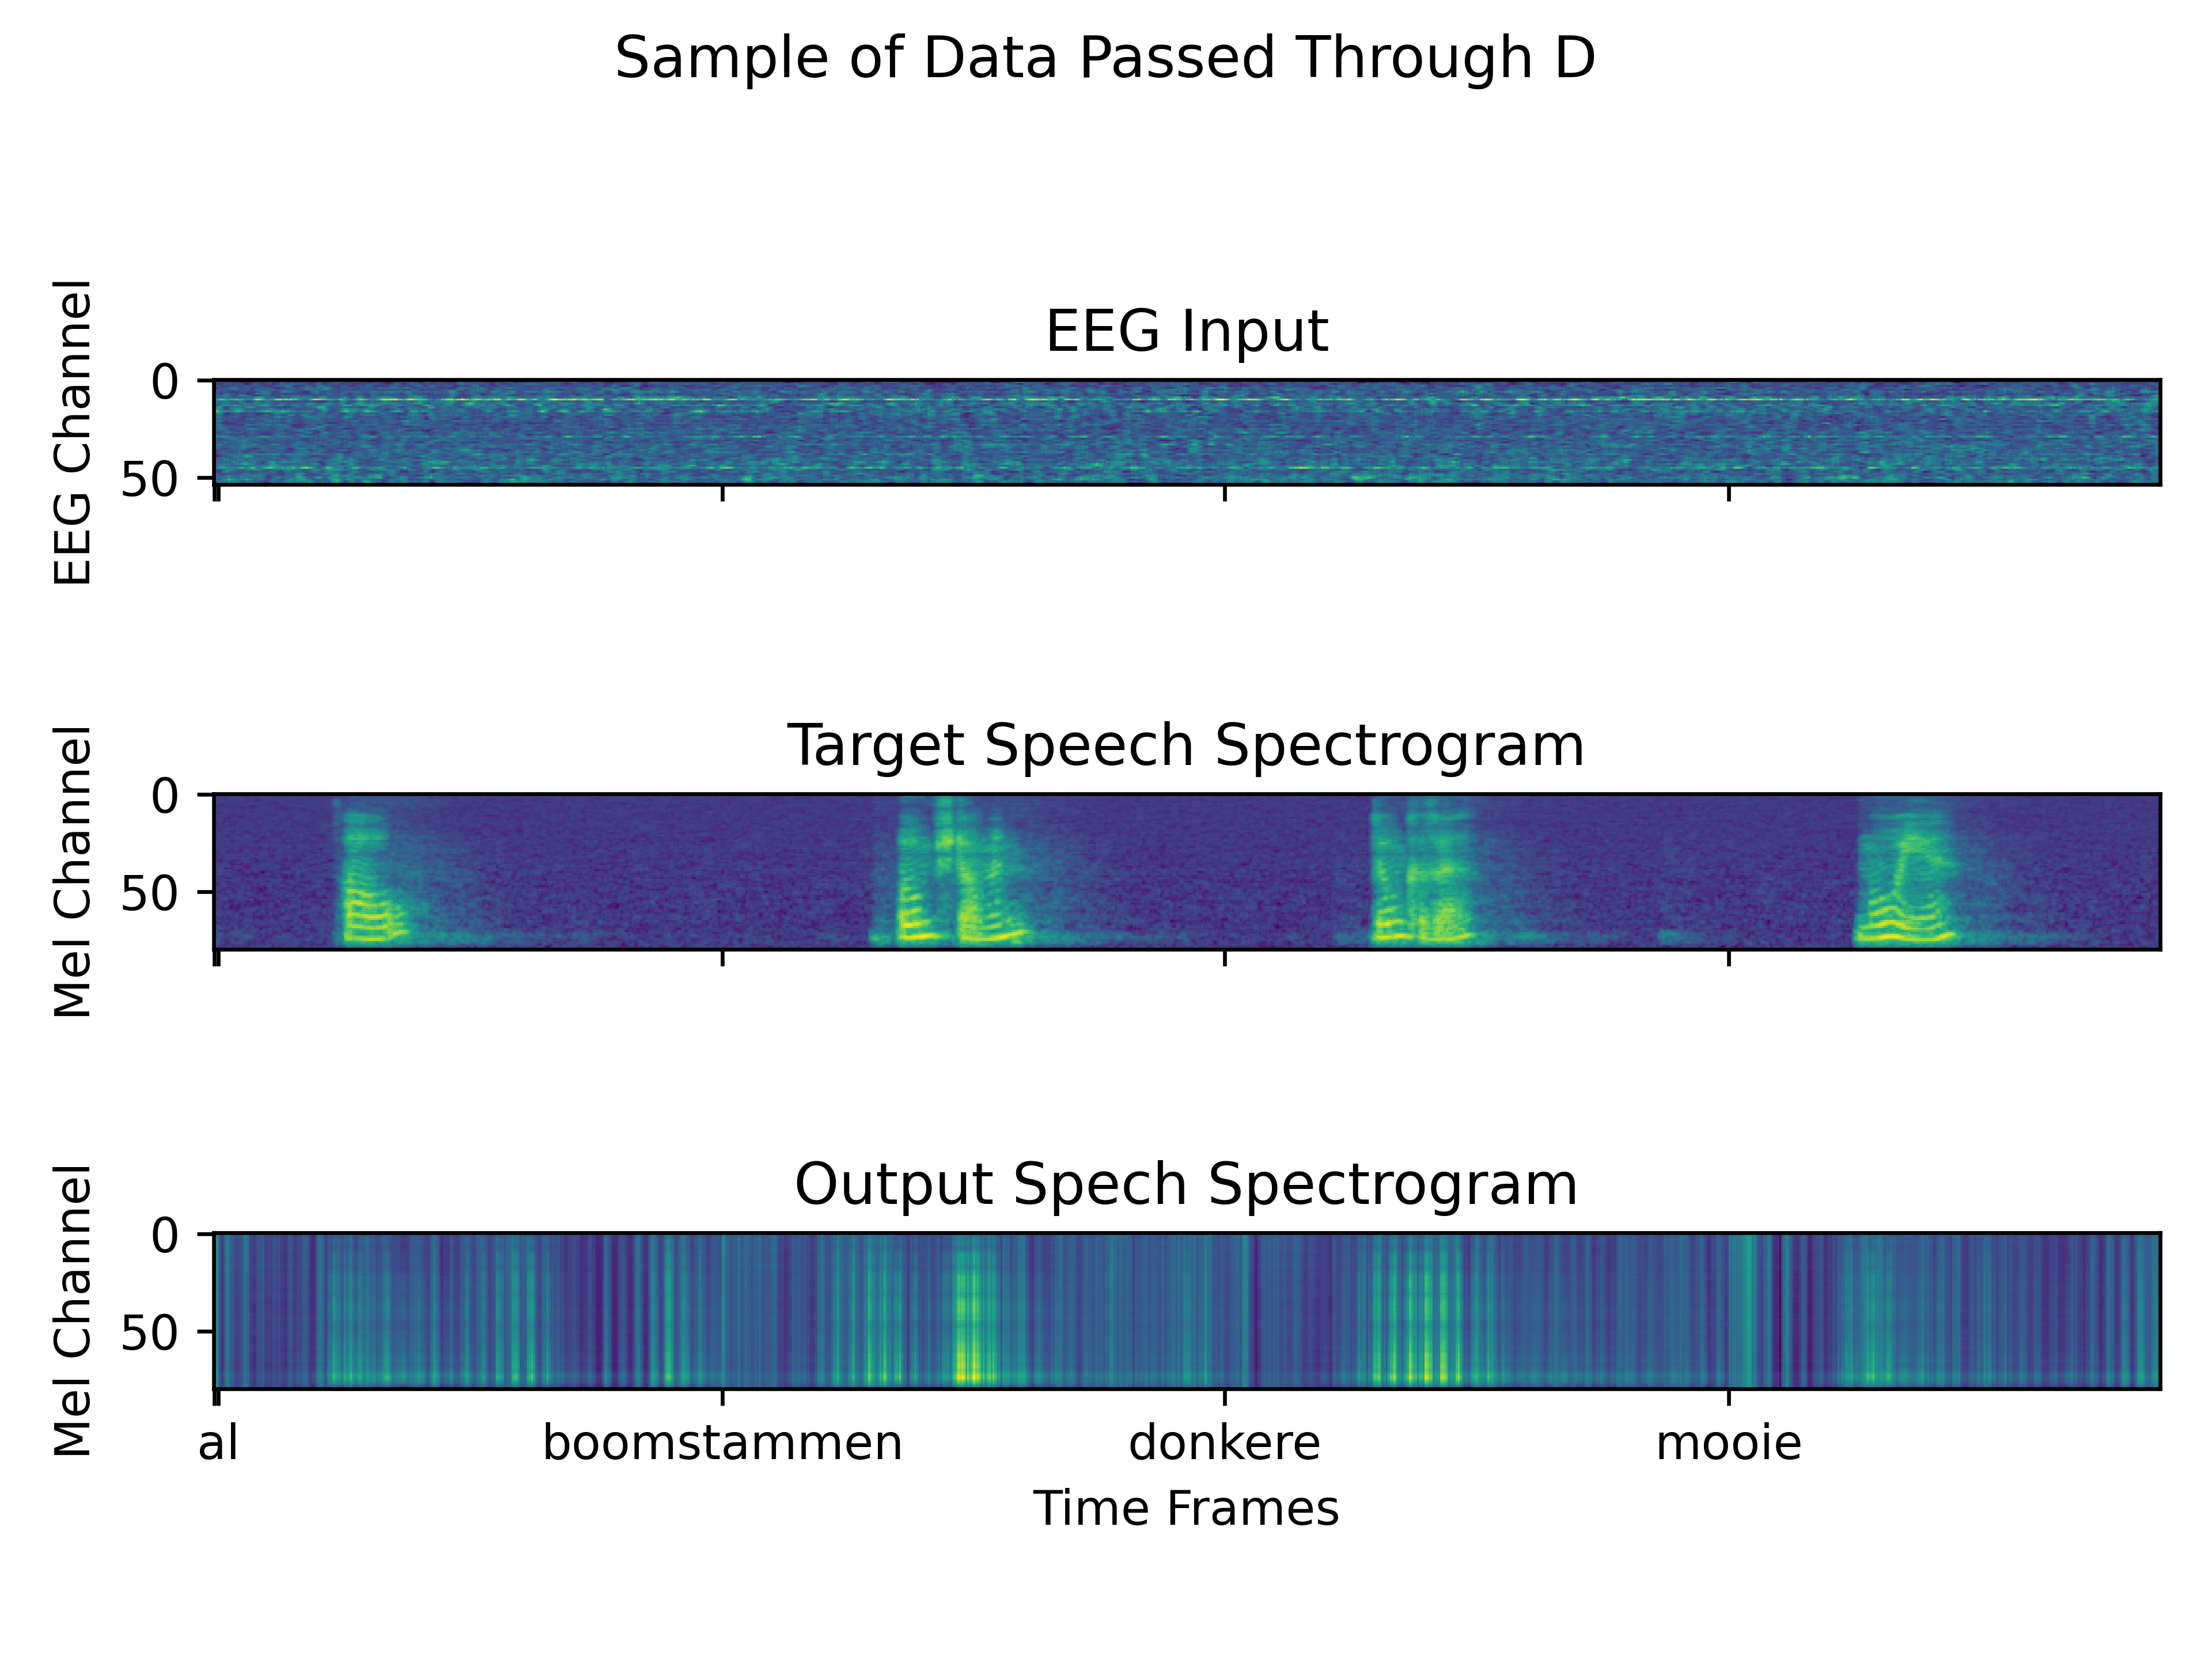 Sample of Data Passed Through D
EEG Input
EEG Channel
0
50
Target Speech Spectrogram
Mel Channel
0
50
Output Spech Spectrogram
Mel Channel
0
50
al boomstammen donkere mooie
Time Frames